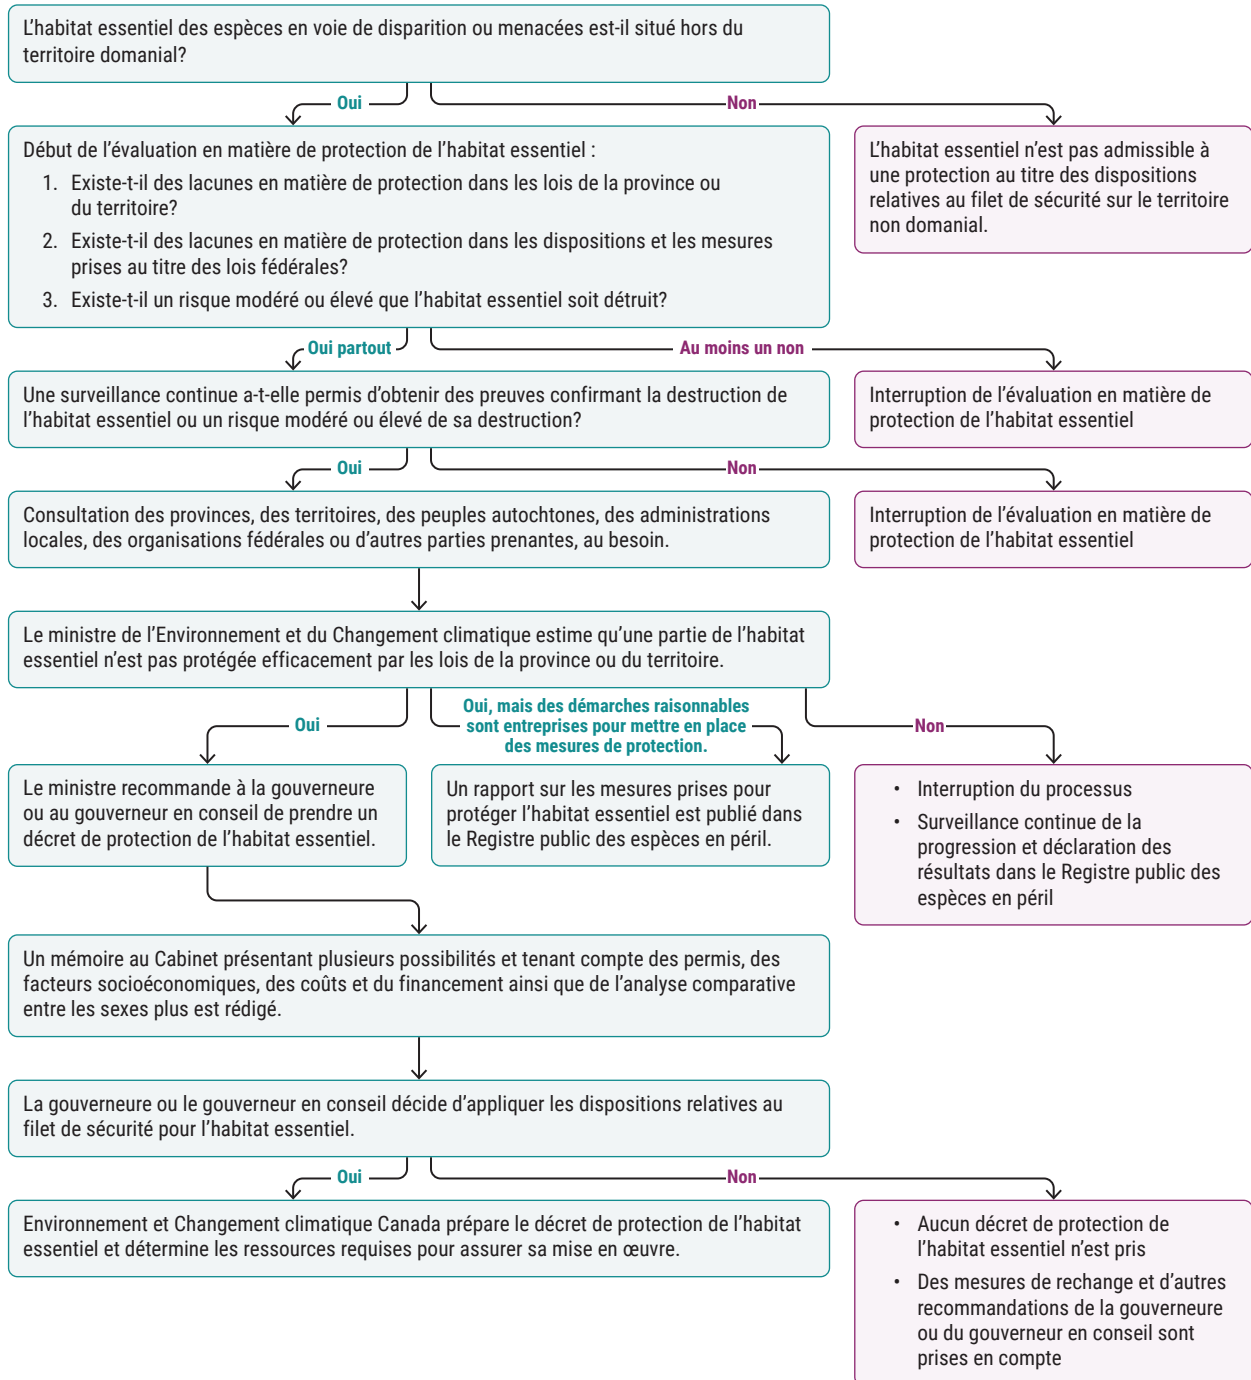 L'habitat essentiel des espèces en voie de disparition ou menacées est-il situé hors du
territoire domanial?
Oui
Non
Début de l'évaluation en matière de protection de l'habitat essentiel :
1. Existe-t-il des lacunes en matière de protection dans les lois de la province ou
du territoire?
2. Existe-t-il des lacunes en matière de protection dans les dispositions et les mesures
prises au titre des lois fédérales?
3. Existe-t-il un risque modéré ou élevé que l'habitat essentiel soit détruit?
L'habitat essentiel n'est pas admissible à
une protection au titre des dispositions
relatives au filet de sécurité sur le territoire
non domanial.
Oui partout
Au moins un non
Une surveillance continue a-t-elle permis d'obtenir des preuves confirmant la destruction de
l'habitat essentiel ou un risque modéré ou élevé de sa destruction?
Interruption de l'évaluation en matière de
protection de l'habitat essentiel
Oui
Non
Consultation des provinces, des territoires, des peuples autochtones, des administrations
locales, des organisations fédérales ou d'autres parties prenantes, au besoin.
Interruption de l'évaluation en matière de
protection de l'habitat essentiel
Le ministre de l'Environnement et du Changement climatique estime qu'une partie de l'habitat
essentiel n'est pas protégée efficacement par les lois de la province ou du territoire.
Oui
Oui, mais des démarches raisonnables
sont entreprises pour mettre en place
des mesures de protection.
Non
Le ministre recommande à la gouverneure
ou au gouverneur en conseil de prendre un
décret de protection de l'habitat essentiel.
Un rapport sur les mesures prises pour
protéger l'habitat essentiel est publié dans
le Registre public des espèces en péril.
• Interruption du processus
• Surveillance continue de la
progression et déclaration des
résultats dans le Registre public des
espèces en péril
Un mémoire au Cabinet présentant plusieurs possibilités et tenant compte des permis, des
facteurs socioéconomiques, des coûts et du financement ainsi que de l'analyse comparative
entre les sexes plus est rédigé.
La gouverneure ou le gouverneur en conseil décide d'appliquer les dispositions relatives au
filet de sécurité pour l'habitat essentiel.
Oui
Non
Environnement et Changement climatique Canada prépare le décret de protection de l'habitat
essentiel et détermine les ressources requises pour assurer sa mise en œuvre.
• Aucun décret de protection de
l'habitat essentiel n'est pris
• Des mesures de rechange et d'autres
recommandations de la gouverneure
ou du gouverneur en conseil sont
prises en compte